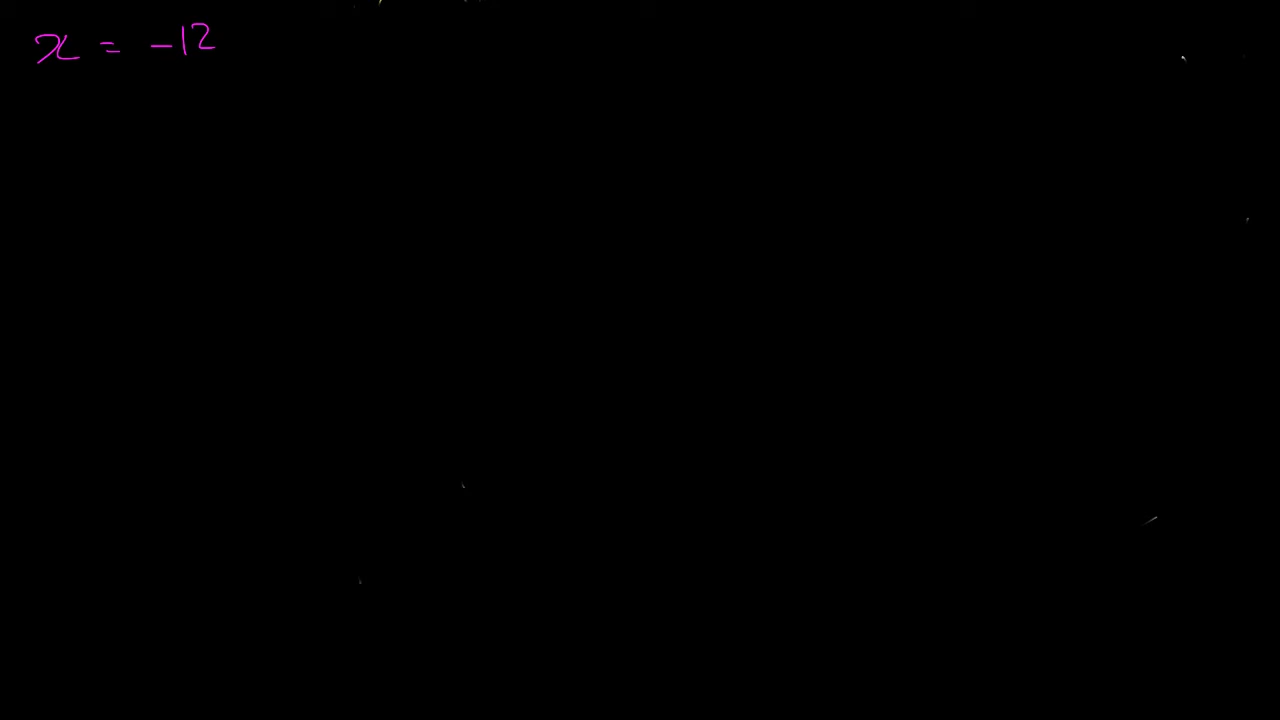 x = -12